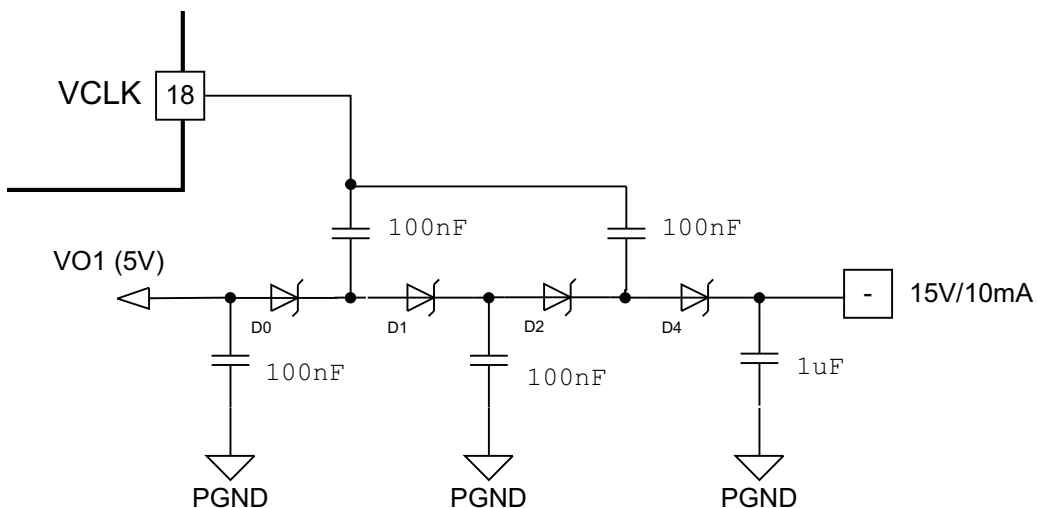 VCLK 18
100nF 100nF
VO1 (5V)
- 15V/10mA
D0 D1 D2 D4
100nF 100nF 1uF
PGND PGND PGND